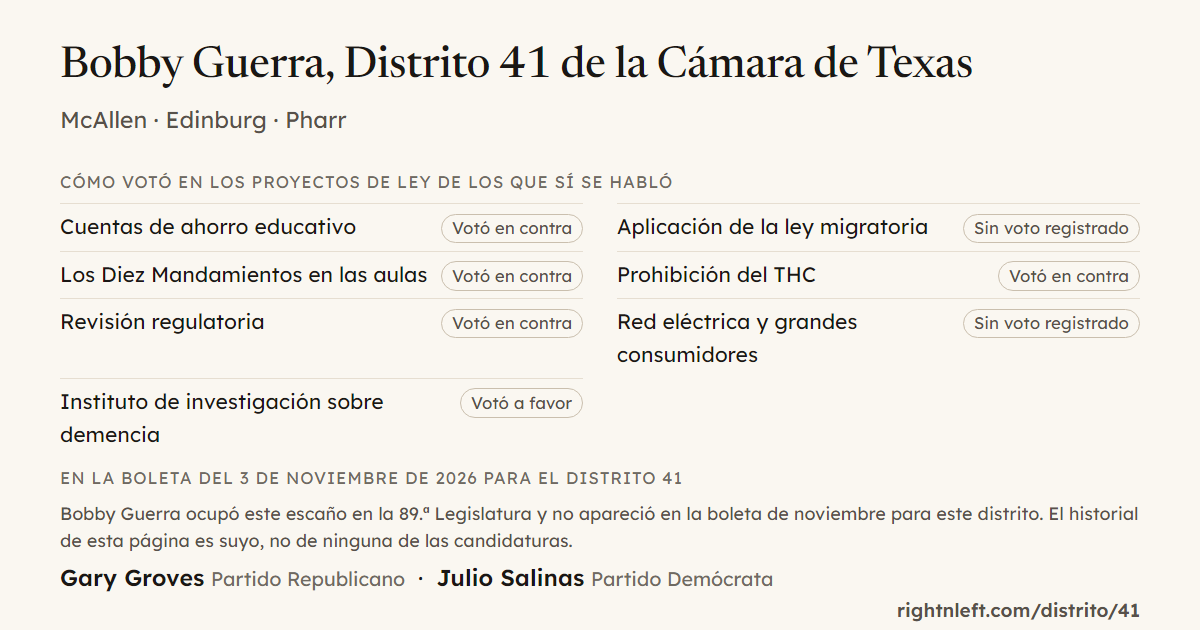 Bobby Guerra, Distrito 41 de la Cámara de Texas
McAllen · Edinburg · Pharr
CÓMO VOTÓ EN LOS PROYECTOS DE LEY DE LOS QUE SÍ SE HABLÓ
Cuentas de ahorro educativo Votó en contra
Aplicación de la ley migratoria Sin voto registrado
Los Diez Mandamientos en las aulas Votó en contra
Prohibición del THC Votó en contra
Revisión regulatoria Votó en contra
Red eléctrica y grandes Sin voto registrado
consumidores
Instituto de investigación sobre Votó a favor
demencia
EN LA BOLETA DEL 3 DE NOVIEMBRE DE 2026 PARA EL DISTRITO 41
Bobby Guerra ocupó este escaño en la 89.ª Legislatura y no apareció en la boleta de noviembre para este distrito. El historial
de esta página es suyo, no de ninguna de las candidaturas.
Gary Groves Partido Republicano · Julio Salinas Partido Demócrata
rightnleft.com/distrito/41